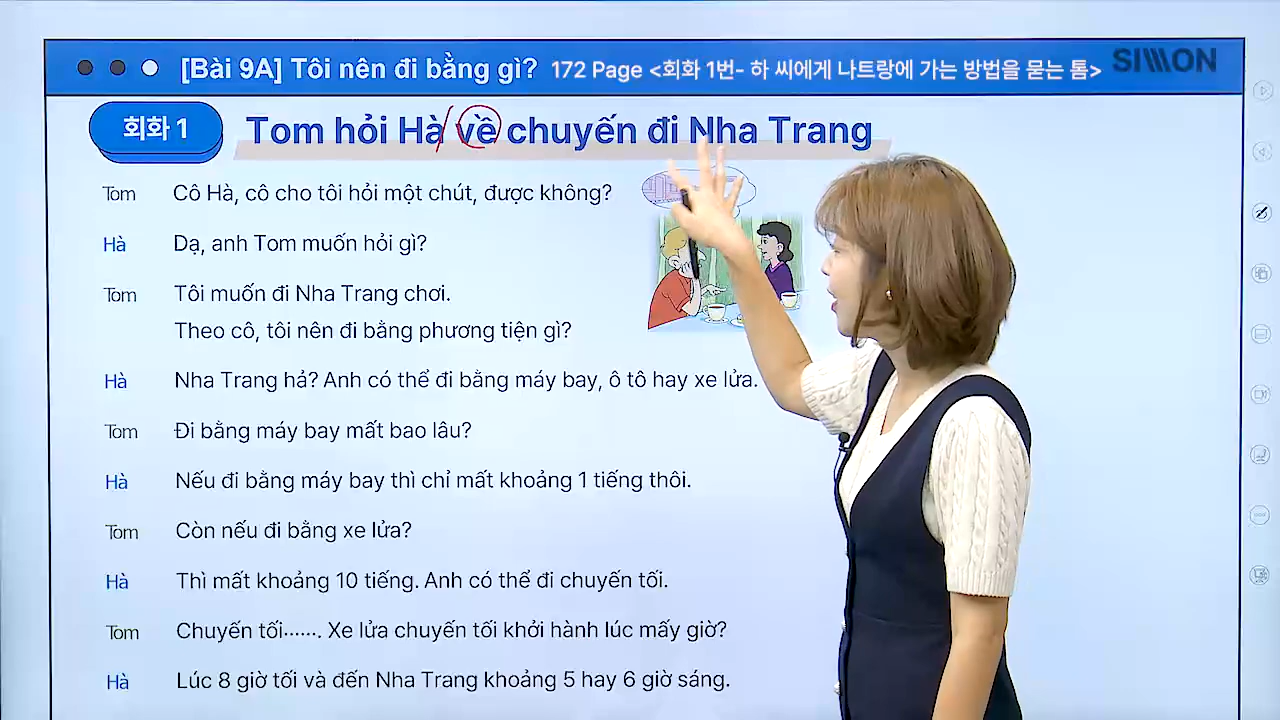 [Bài 9A] Tôi nên đi bằng gì? 172 Page <회화 1번- 하 씨에게 나트랑에 가는 방법을 묻는 톰>
SIWON
회화 1 Tom hỏi Hà về chuyến đi Nha Trang
Tom Cô Hà, cô cho tôi hỏi một chút, được không?
Hà Dạ, anh Tom muốn hỏi gì?
Tom Tôi muốn đi Nha Trang chơi.
Theo cô, tôi nên đi bằng phương tiện gì?
Hà Nha Trang hả? Anh có thể đi bằng máy bay, ô tô hay xe lửa.
Tom Đi bằng máy bay mất bao lâu?
Hà Nếu đi bằng máy bay thì chỉ mất khoảng 1 tiếng thôi.
Tom Còn nếu đi bằng xe lửa?
Hà Thì mất khoảng 10 tiếng. Anh có thể đi chuyến tối.
Tom Chuyến tối……. Xe lửa chuyến tối khởi hành lúc mấy giờ?
Hà Lúc 8 giờ tối và đến Nha Trang khoảng 5 hay 6 giờ sáng.